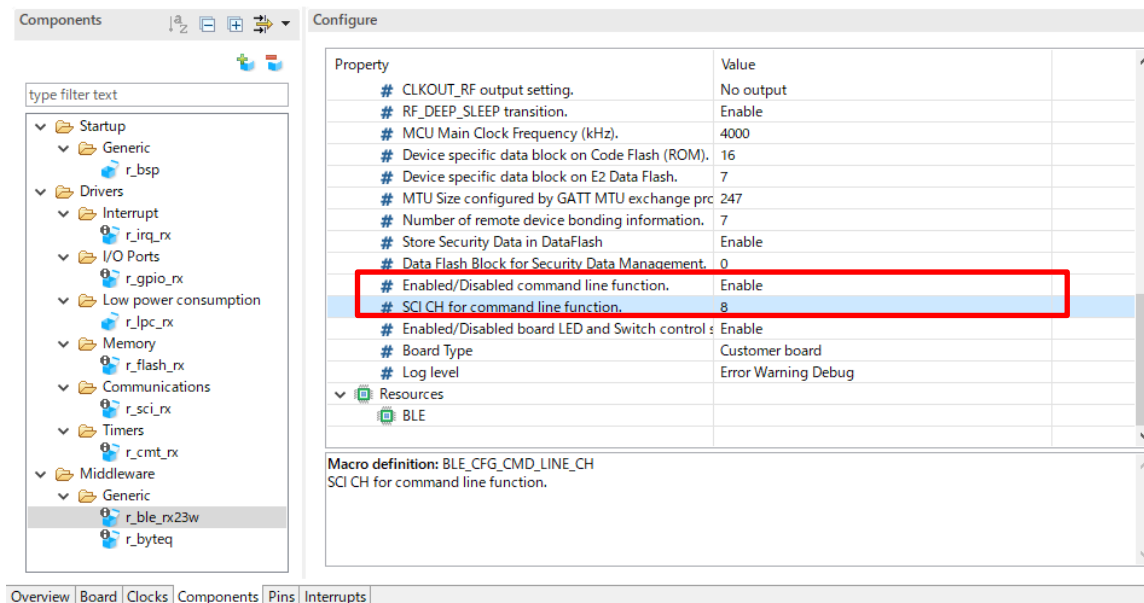 Components
type filter text
Startup
Generic
r_bsp
Drivers
Interrupt
r_irq_rx
I/O Ports
r_gpio_rx
Low power consumption
r_lpc_rx
Memory
r_flash_rx
Communications
r_sci_rx
Timers
r_cmt_rx
Middleware
Generic
r_ble_rx23w
r_byteq
Configure
Property Value
# CLKOUT_RF output setting. No output
# RF_DEEP_SLEEP transition. Enable
# MCU Main Clock Frequency (kHz). 4000
# Device specific data block on Code Flash (ROM). 16
# Device specific data block on E2 Data Flash. 7
# MTU Size configured by GATT MTU exchange prc 247
# Number of remote device bonding information. 7
# Store Security Data in DataFlash Enable
# Data Flash Block for Security Data Management. 0
# Enabled/Disabled command line function. Enable
# SCI CH for command line function. 8
# Enabled/Disabled board LED and Switch control s Enable
# Board Type Customer board
# Log level Error Warning Debug
Resources
BLE
Macro definition: BLE_CFG_CMD_LINE_CH
SCI CH for command line function.
Overview Board Clocks Components Pins Interrupts